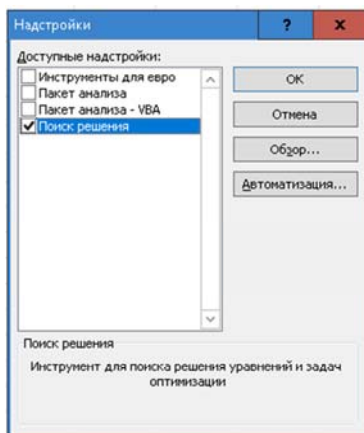 Надстройки ? x
Доступные надстройки:
Инструменты для евро
Пакет анализа
Пакет анализа - VBA
Поиск решения
ОК
Отмена
Обзор...
Автоматизация...
Поиск решения
Инструмент для поиска решения уравнений и задач
оптимизации